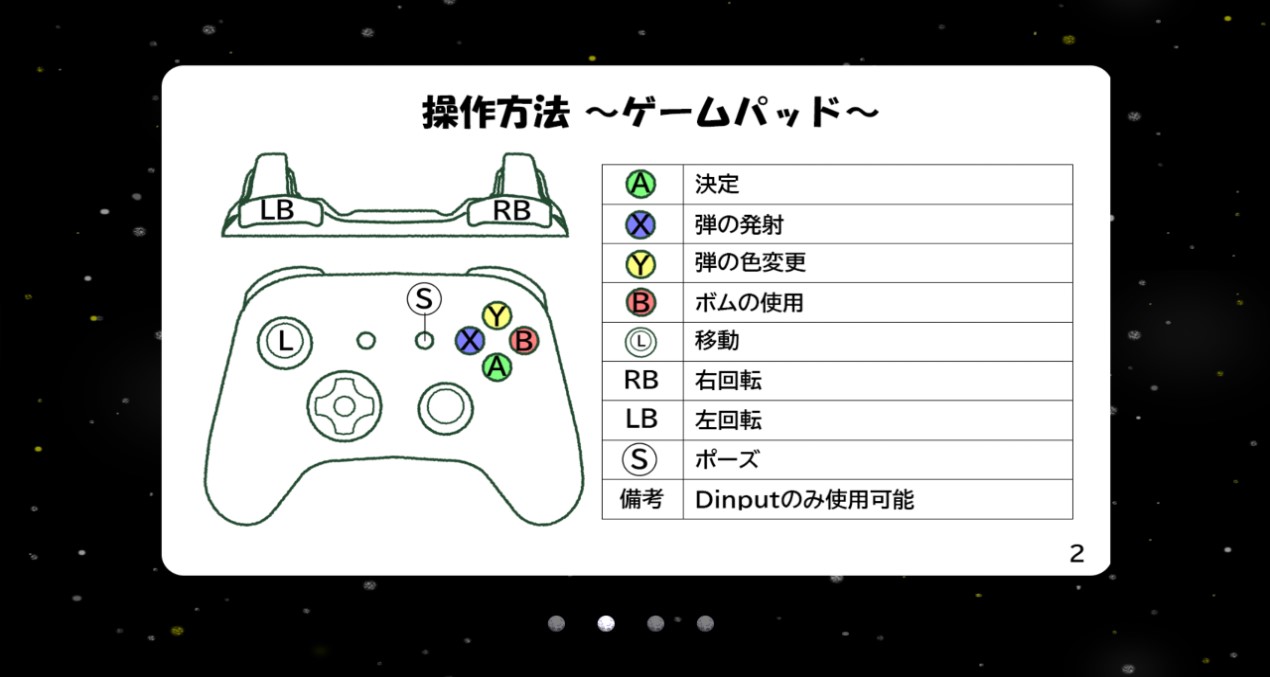 操作方法 ～ゲームパッド～
LB
RB
S
L
Y
X
B
A
A 決定
X 弾の発射
Y 弾の色変更
B ボムの使用
L 移動
RB 右回転
LB 左回転
S ポーズ
備考 Dinputのみ使用可能
2